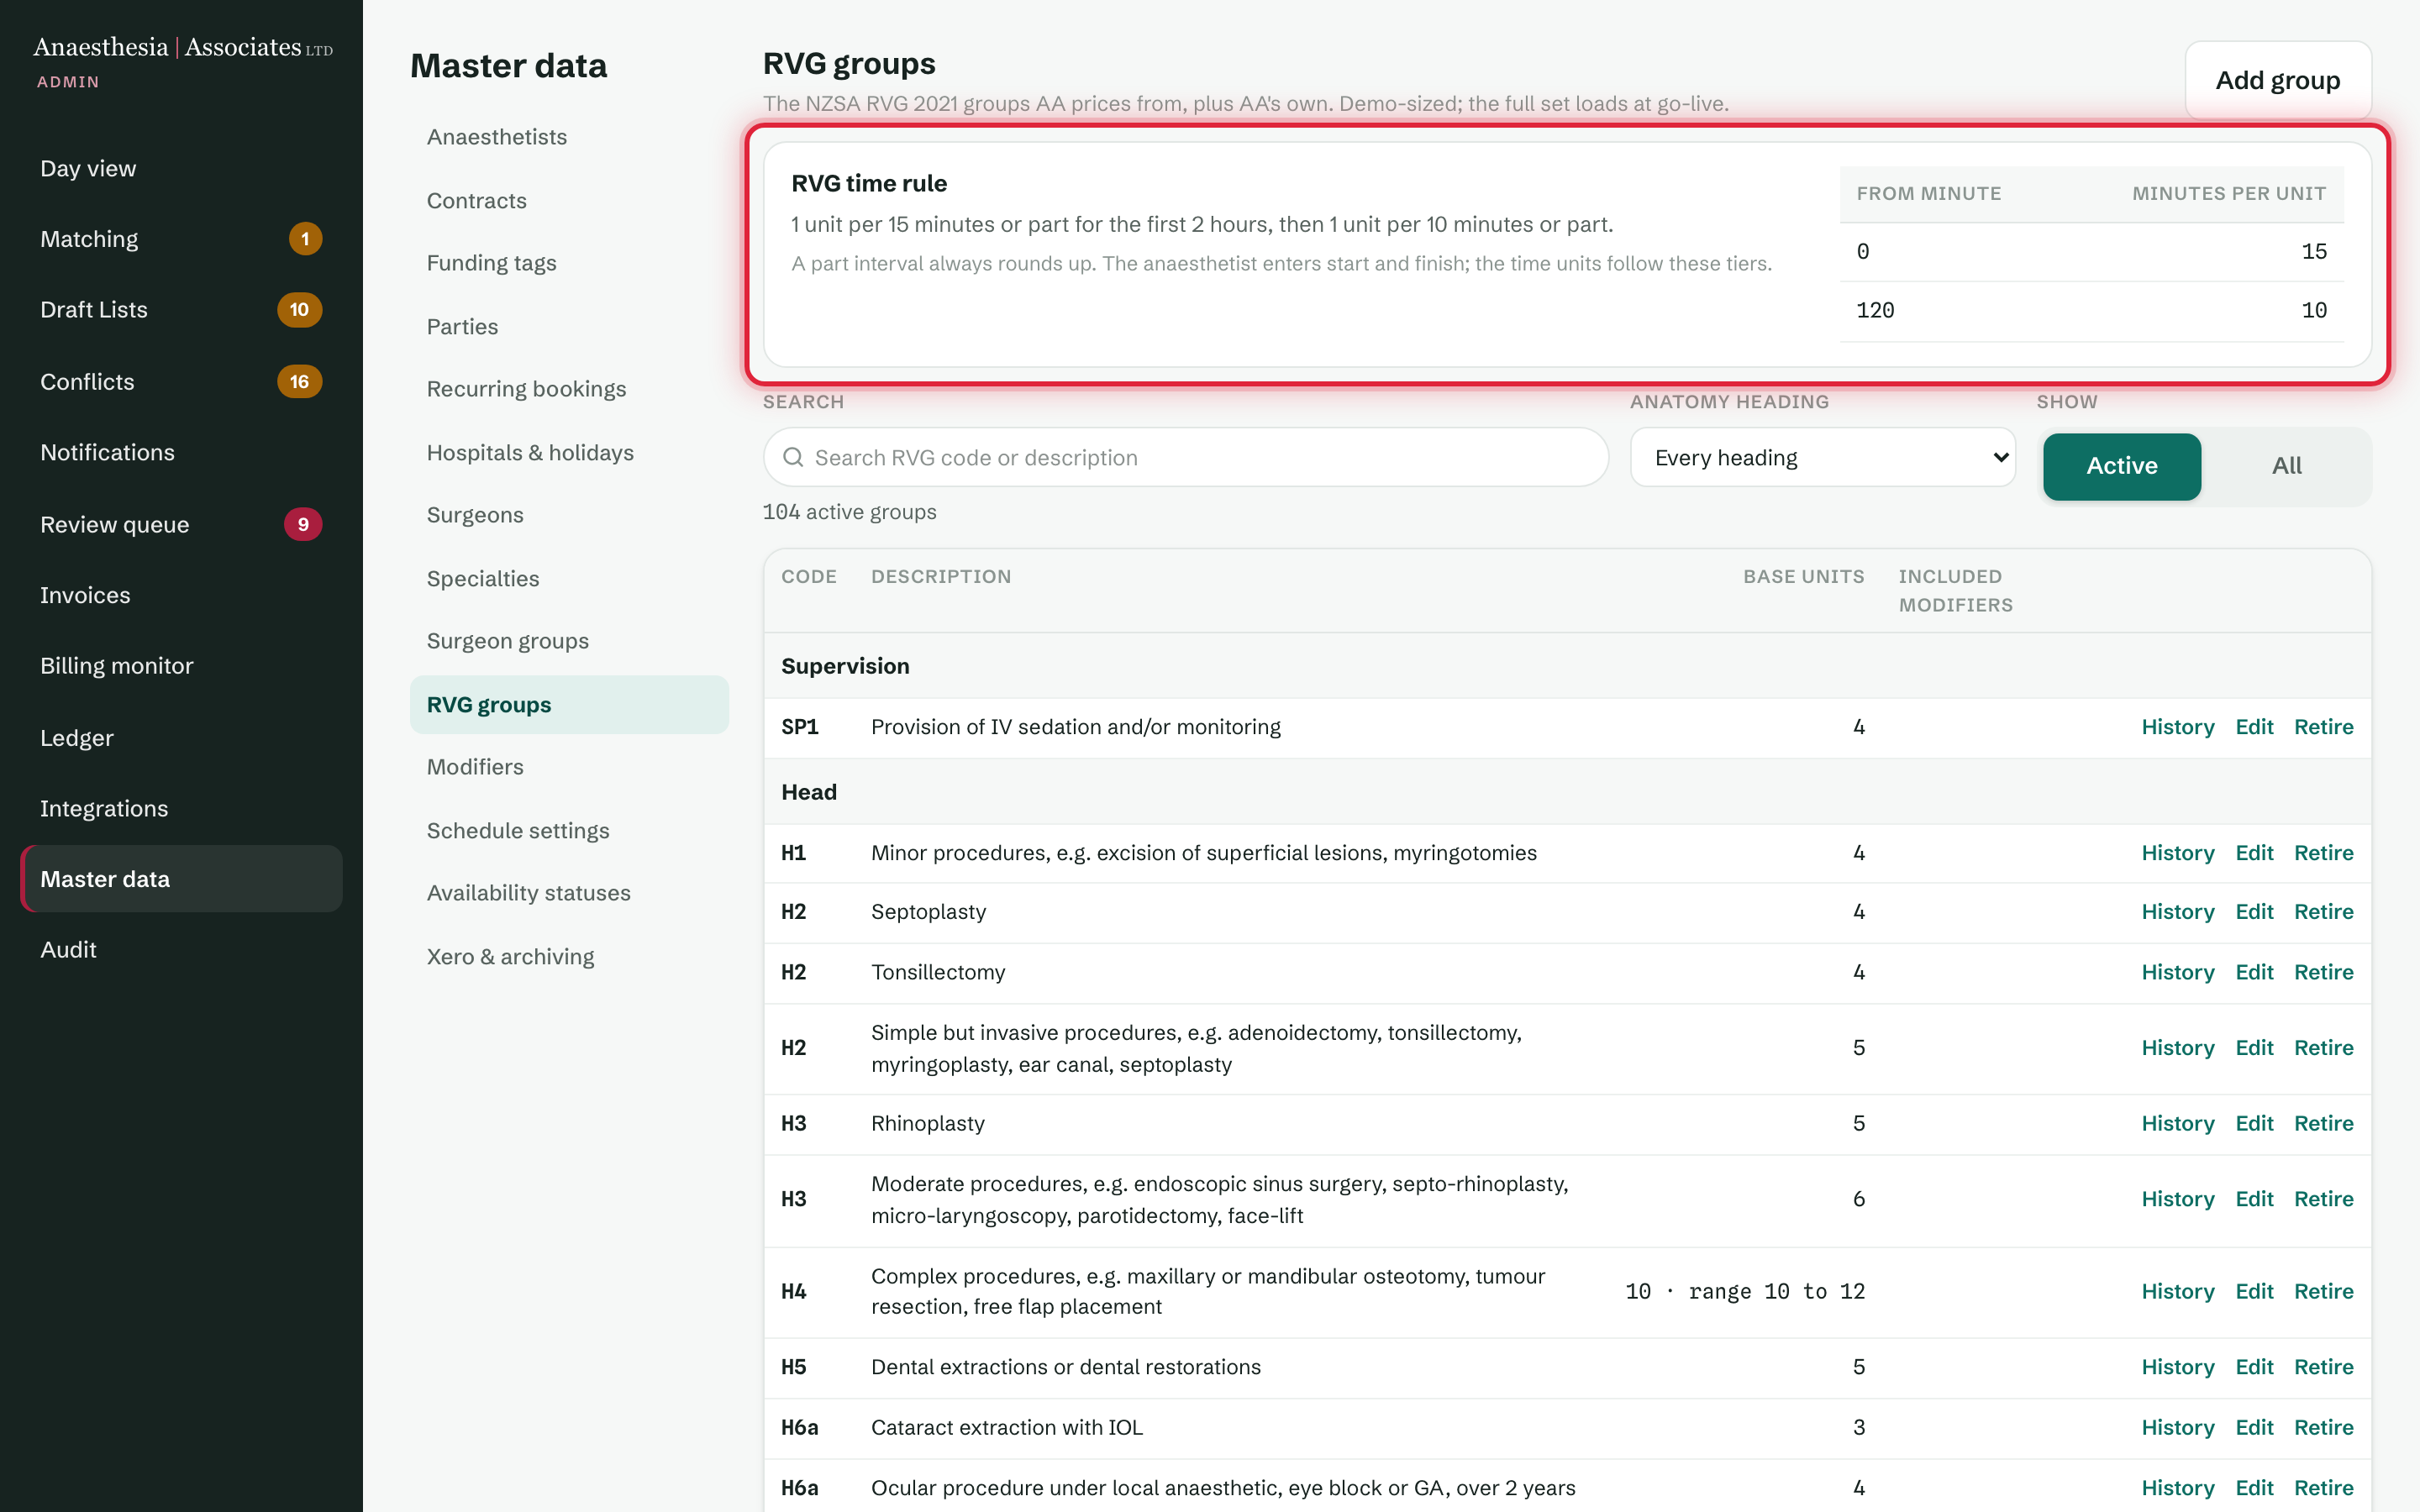 Anaesthesia | Associates LTD
ADMIN
Day view
Matching 1
Draft Lists 10
Conflicts 16
Notifications
Review queue 9
Invoices
Billing monitor
Ledger
Integrations
Master data
Audit
Master data
Anaesthetists
Contracts
Funding tags
Parties
Recurring bookings
Hospitals & holidays
Surgeons
Specialties
Surgeon groups
RVG groups
Modifiers
Schedule settings
Availability statuses
Xero & archiving
RVG groups
The NZSA RVG 2021 groups AA prices from, plus AA's own. Demo-sized; the full set loads at go-live.
Add group
RVG time rule
1 unit per 15 minutes or part for the first 2 hours, then 1 unit per 10 minutes or part.
A part interval always rounds up. The anaesthetist enters start and finish; the time units follow these tiers.
FROM MINUTE MINUTES PER UNIT
0 15
120 10
SEARCH
Search RVG code or description
ANATOMY HEADING
Every heading
SHOW
Active All
104 active groups
CODE DESCRIPTION BASE UNITS INCLUDED
MODIFIERS
Supervision
SP1 Provision of IV sedation and/or monitoring 4 History Edit Retire
Head
H1 Minor procedures, e.g. excision of superficial lesions, myringotomies 4 History Edit Retire
H2 Septoplasty 4 History Edit Retire
H2 Tonsillectomy 4 History Edit Retire
H2 Simple but invasive procedures, e.g. adenoidectomy, tonsillectomy,
myringoplasty, ear canal, septoplasty 5 History Edit Retire
H3 Rhinoplasty 5 History Edit Retire
H3 Moderate procedures, e.g. endoscopic sinus surgery, septo-rhinoplasty,
micro-laryngoscopy, parotidectomy, face-lift 6 History Edit Retire
H4 Complex procedures, e.g. maxillary or mandibular osteotomy, tumour
resection, free flap placement 10 · range 10 to 12 History Edit Retire
H5 Dental extractions or dental restorations 5 History Edit Retire
H6a Cataract extraction with IOL 3 History Edit Retire
H6a Ocular procedure under local anaesthetic, eye block or GA, over 2 years 4 History Edit Retire